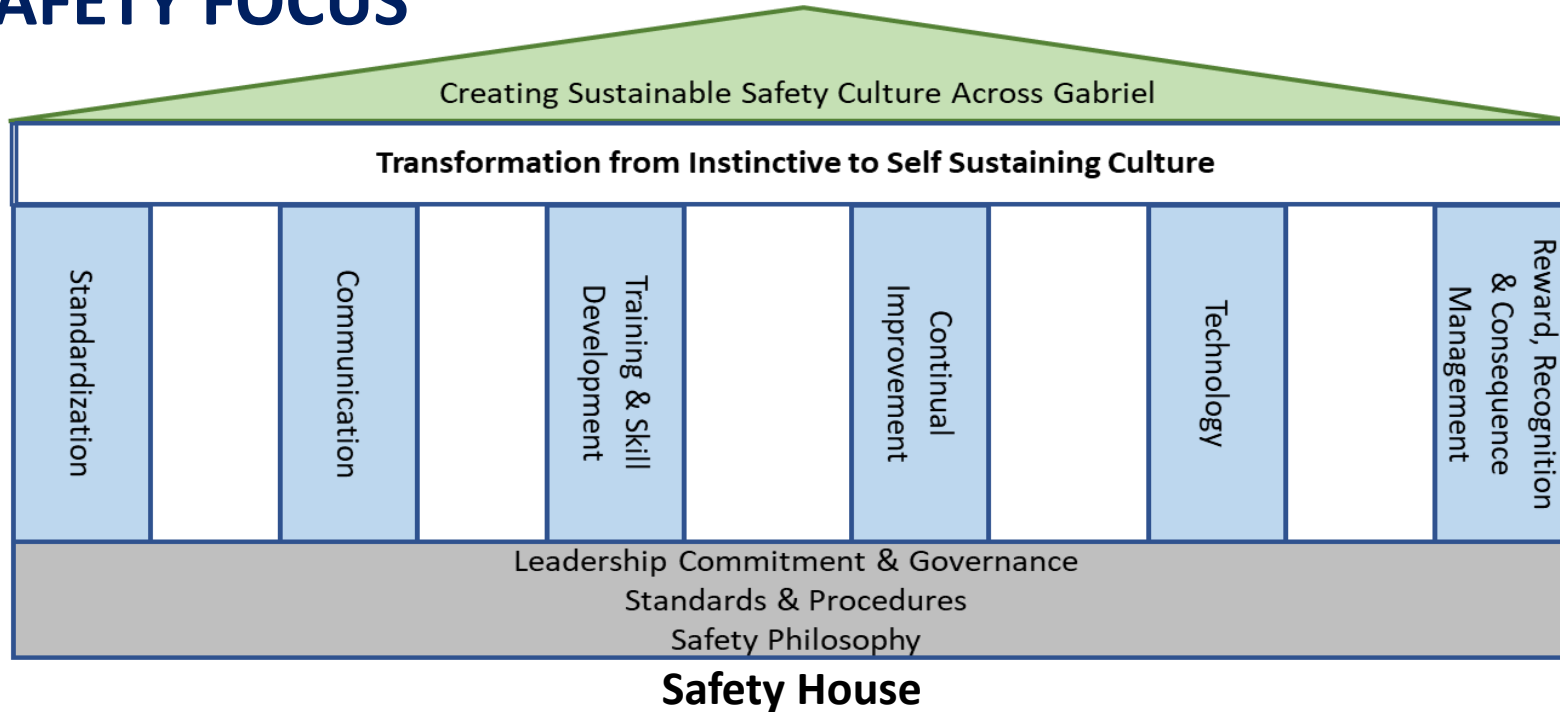 AFETY FOCUS
Creating Sustainable Safety Culture Across Gabriel
Transformation from Instinctive to Self Sustaining Culture
Standardization
Communication
Training & Skill
Development
Continual
Improvement
Technology
Reward, Recognition
& Consequence
Management
Leadership Commitment & Governance
Standards & Procedures
Safety Philosophy
Safety House